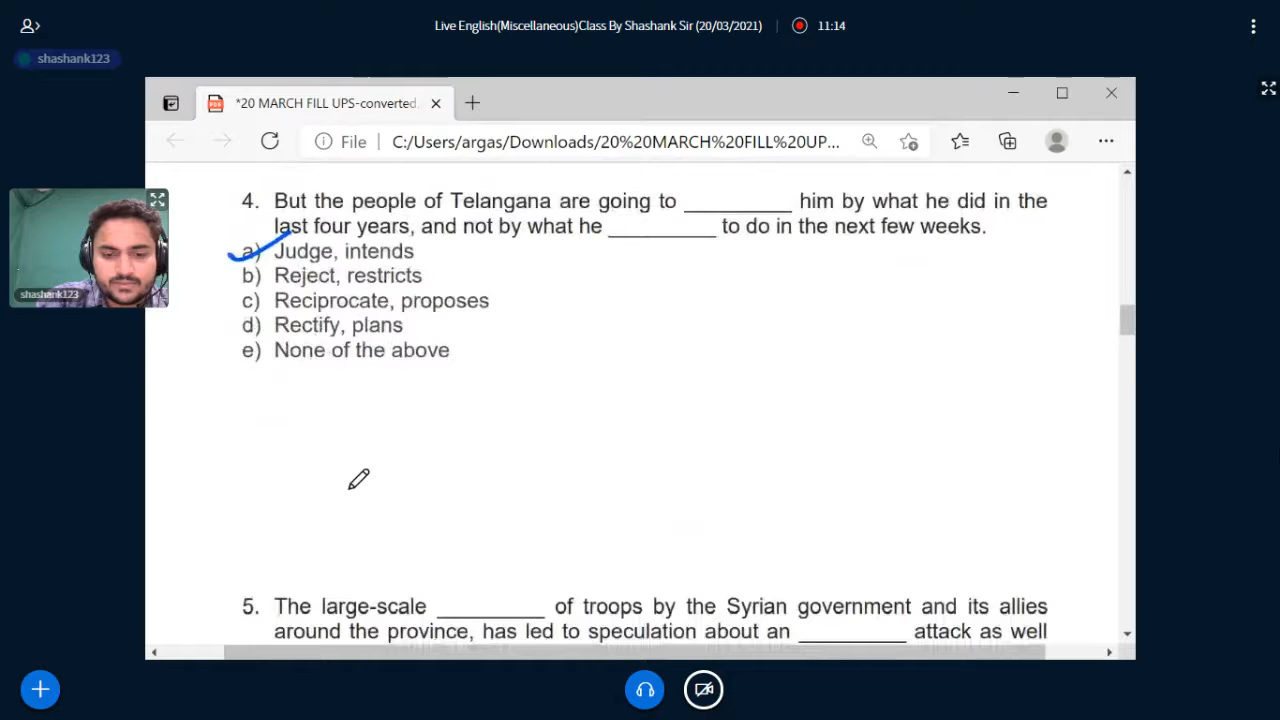 Live English(Miscellaneous)Class By Shashank Sir (20/03/2021)
11:14
shashank123
*20 MARCH FILL UPS-converted
File
C:/Users/argas/Downloads/20%20MARCH%20FILL%20UP...
4. But the people of Telangana are going to _________ him by what he did in the
last four years, and not by what he _________ to do in the next few weeks.
a) Judge, intends
b) Reject, restricts
c) Reciprocate, proposes
d) Rectify, plans
e) None of the above
shashank123
5. The large-scale _________ of troops by the Syrian government and its allies
around the province, has led to speculation about an _________ attack as well